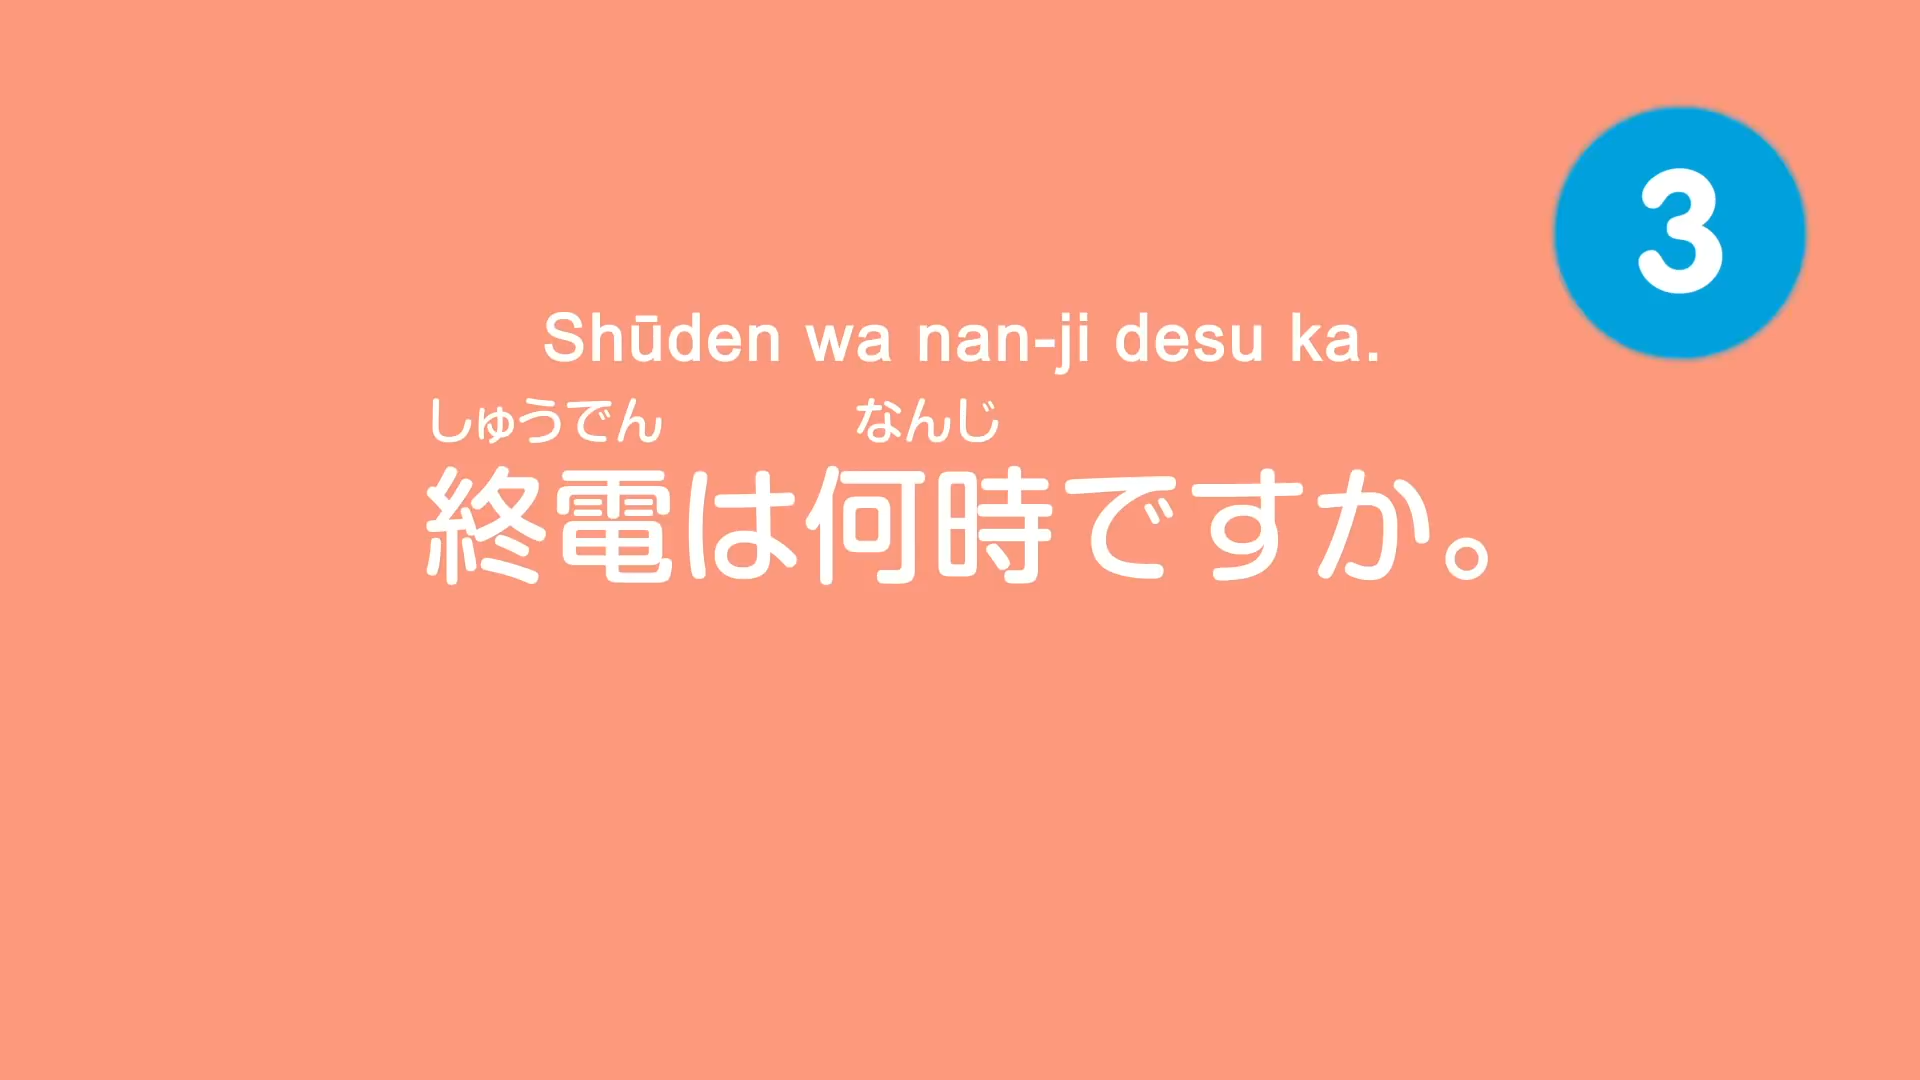 3
Shūden wa nan-ji desu ka.
しゅうでん なんじ
終電は何時ですか。